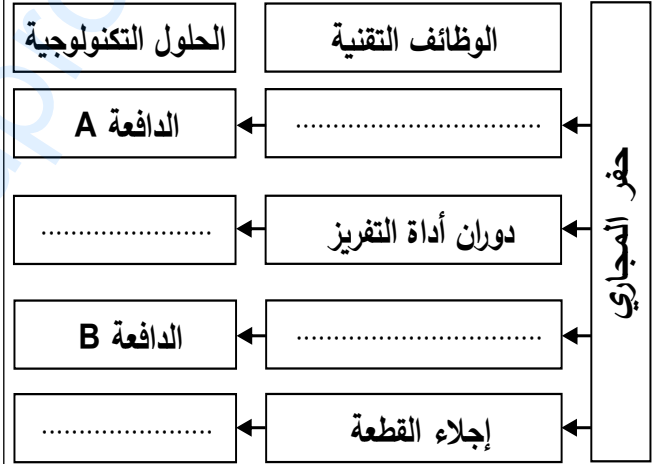 الوظائف التقنية
الحلول التكنولوجية
حفر المجاري
................................
الدافعة A
دوران أداة التفريز
.......................
................................
الدافعة B
إجلاء القطعة
.......................